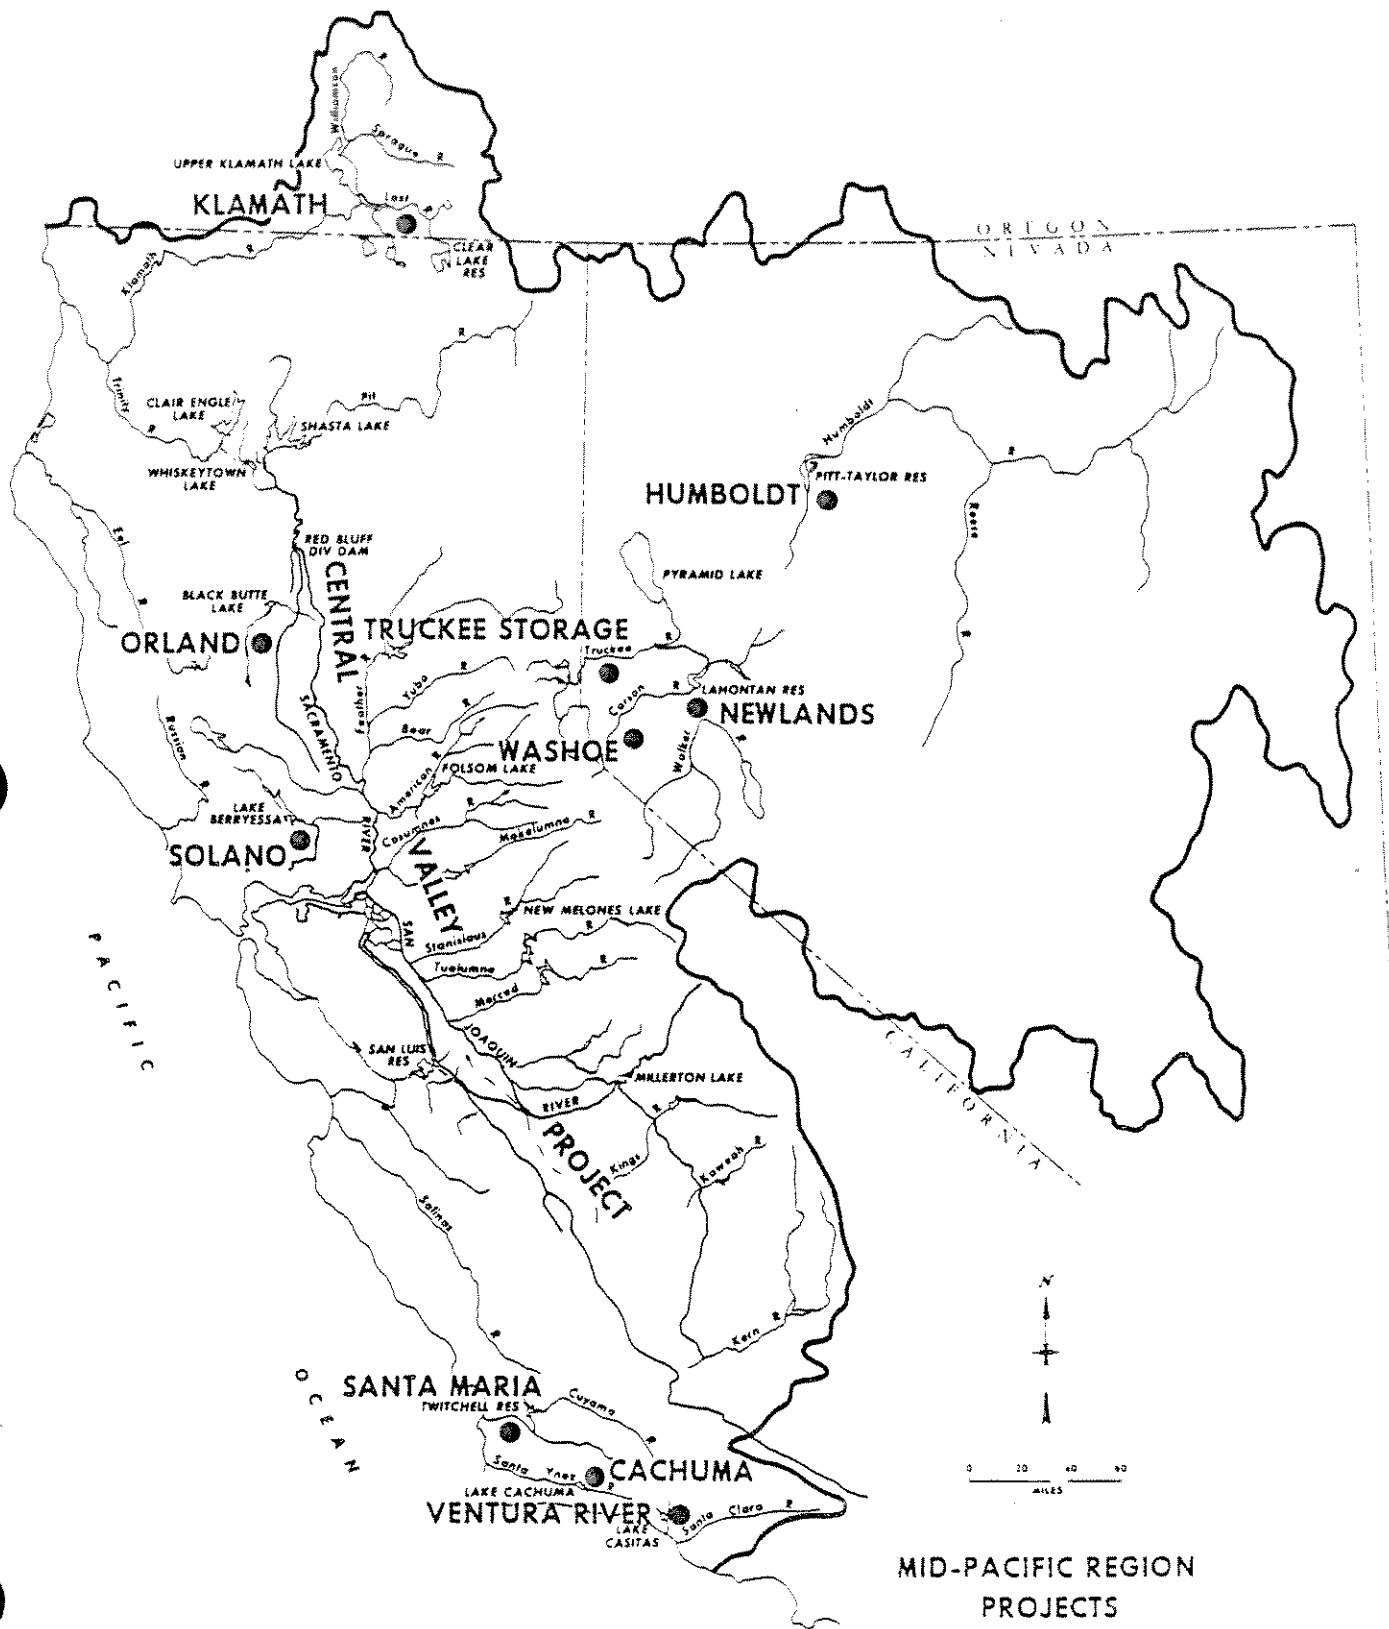 Williamson
R
Sprague R
UPPER KLAMATH LAKE
KLAMATH
Lost
R
CLEAR
LAKE
RES
OREGON
NEVADA
Klamath
R
R
Pit
Trinity
R
CLAIR ENGLE
LAKE
SHASTA LAKE
WHISKEYTOWN
LAKE
Humboldt
R
PITT-TAYLOR RES
HUMBOLDT
Reese
R
Eel
R
RED BLUFF
DIV DAM
CENTRAL
BLACK BUTTE
LAKE
ORLAND
PYRAMID LAKE
TRUCKEE STORAGE
Truckee R
Feather R
Yuba R
Bear R
SACRAMENTO
RIVER
Carson R
LAHONTAN RES
NEWLANDS
WASHOE
Walker
R
Russian
R
American R
FOLSOM LAKE
LAKE
BERRYESSA
SOLANO
Cosumnes R
Mokelumne R
VALLEY
SAN
Stanislaus R
NEW MELONES LAKE
Tuolumne R
Merced R
PACIFIC
JOAQUIN
SAN LUIS
RES
MILLERTON LAKE
RIVER
CALIFORNIA
PROJECT
Kings R
Kaweah R
Salinas
R
Kern R
N
OCEAN
SANTA MARIA
TWITCHELL RES
Cuyama
R
CACHUMA
Santa Ynez R
LAKE CACHUMA
VENTURA RIVER
Santa Clara R
LAKE
CASITAS
0 20 40 60
MILES
MID-PACIFIC REGION
PROJECTS